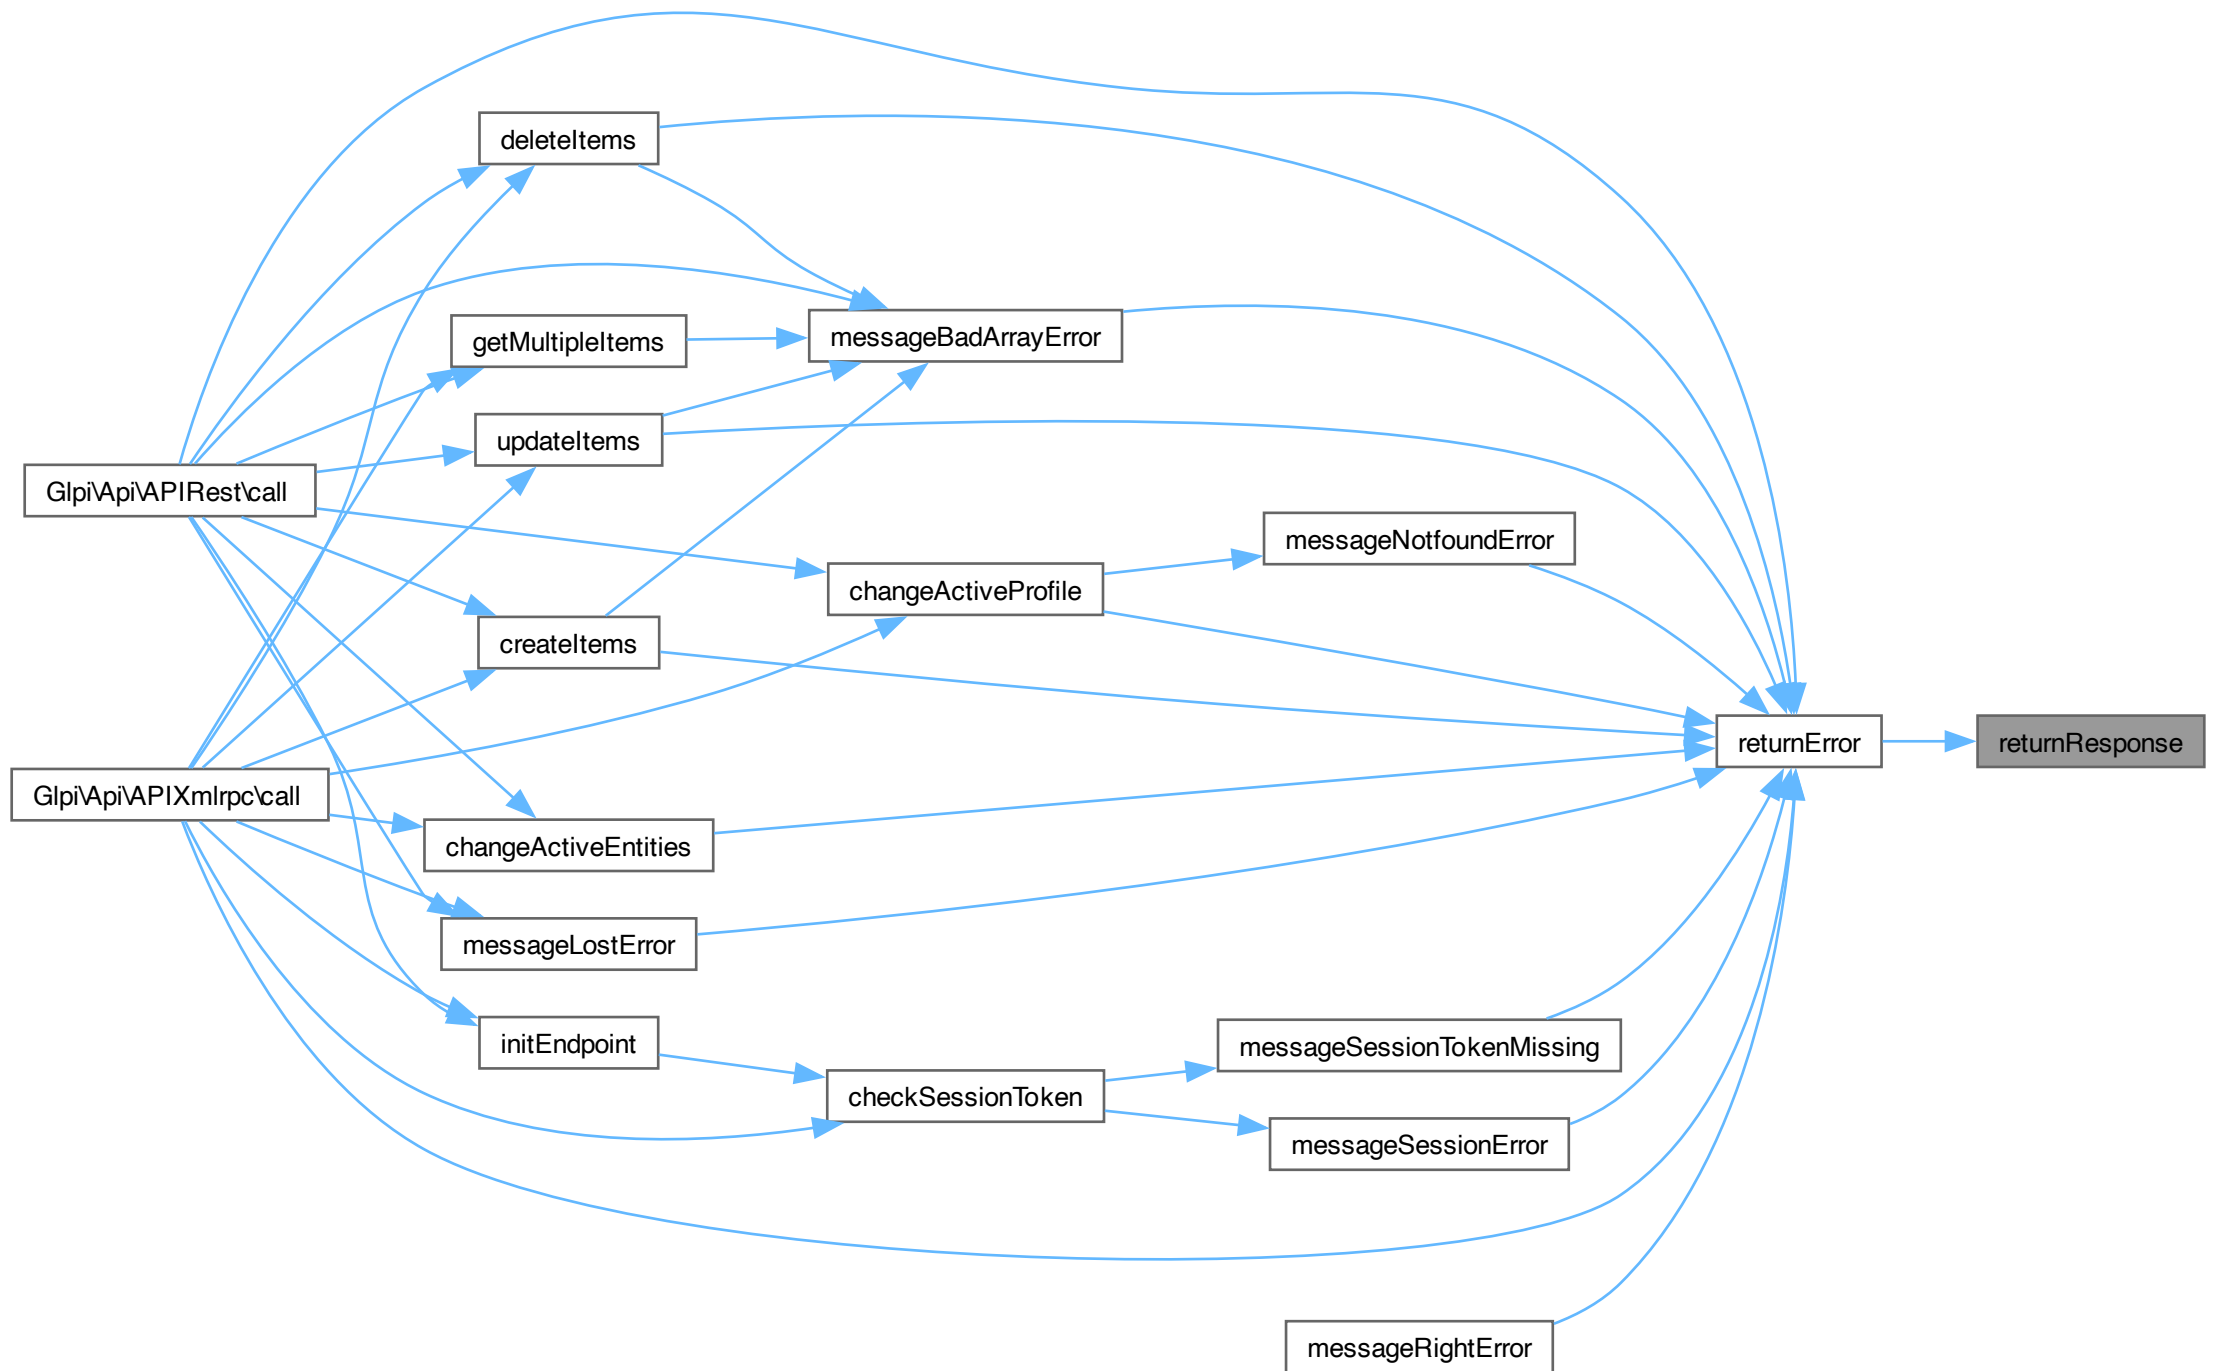 deleteItems
getMultipleItems
messageBadArrayError
updateItems
Glpi\Api\APIRest\call
messageNotfoundError
changeActiveProfile
createItems
returnError
returnResponse
Glpi\Api\APIXmlrpc\call
changeActiveEntities
messageLostError
initEndpoint
messageSessionTokenMissing
checkSessionToken
messageSessionError
messageRightError